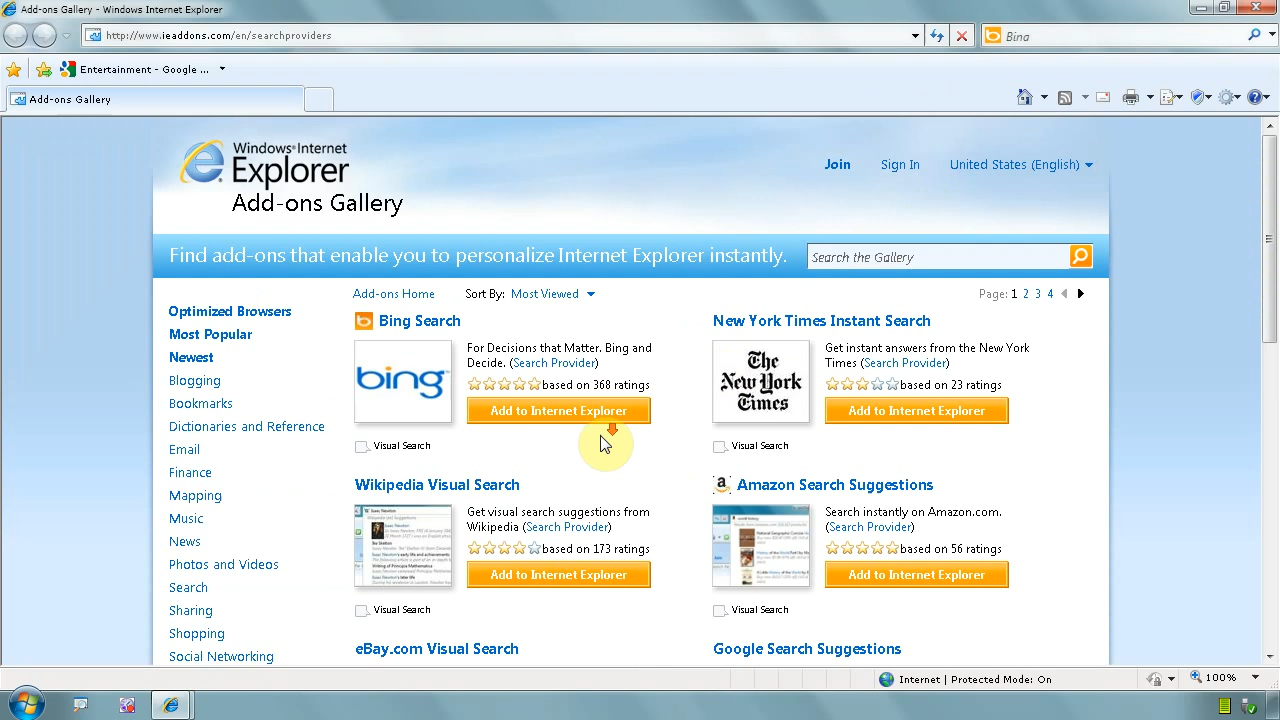 Add-ons Gallery - Windows Internet Explorer
http://www.ieaddons.com/en/searchproviders
Bing
Entertainment - Google ...
Add-ons Gallery
Windows® Internet
Explorer
Add-ons Gallery
Join
Sign In
United States (English)
Find add-ons that enable you to personalize Internet Explorer instantly.
Search the Gallery
Add-ons Home
Sort By: Most Viewed
Page: 1 2 3 4
Optimized Browsers
Most Popular
Newest
Blogging
Bookmarks
Dictionaries and Reference
Email
Finance
Mapping
Music
News
Photos and Videos
Search
Sharing
Shopping
Social Networking
Bing Search
bing
For Decisions that Matter. Bing and
Decide. (Search Provider)
based on 368 ratings
Add to Internet Explorer
Visual Search
New York Times Instant Search
The
New York
Times
Get instant answers from the New York
Times (Search Provider)
based on 23 ratings
Add to Internet Explorer
Visual Search
Wikipedia Visual Search
Get visual search suggestions from
Wikipedia (Search Provider)
based on 173 ratings
Add to Internet Explorer
Visual Search
Amazon Search Suggestions
Search instantly on Amazon.com.
(Search Provider)
based on 56 ratings
Add to Internet Explorer
Visual Search
eBay.com Visual Search
Google Search Suggestions
Internet | Protected Mode: On
100%